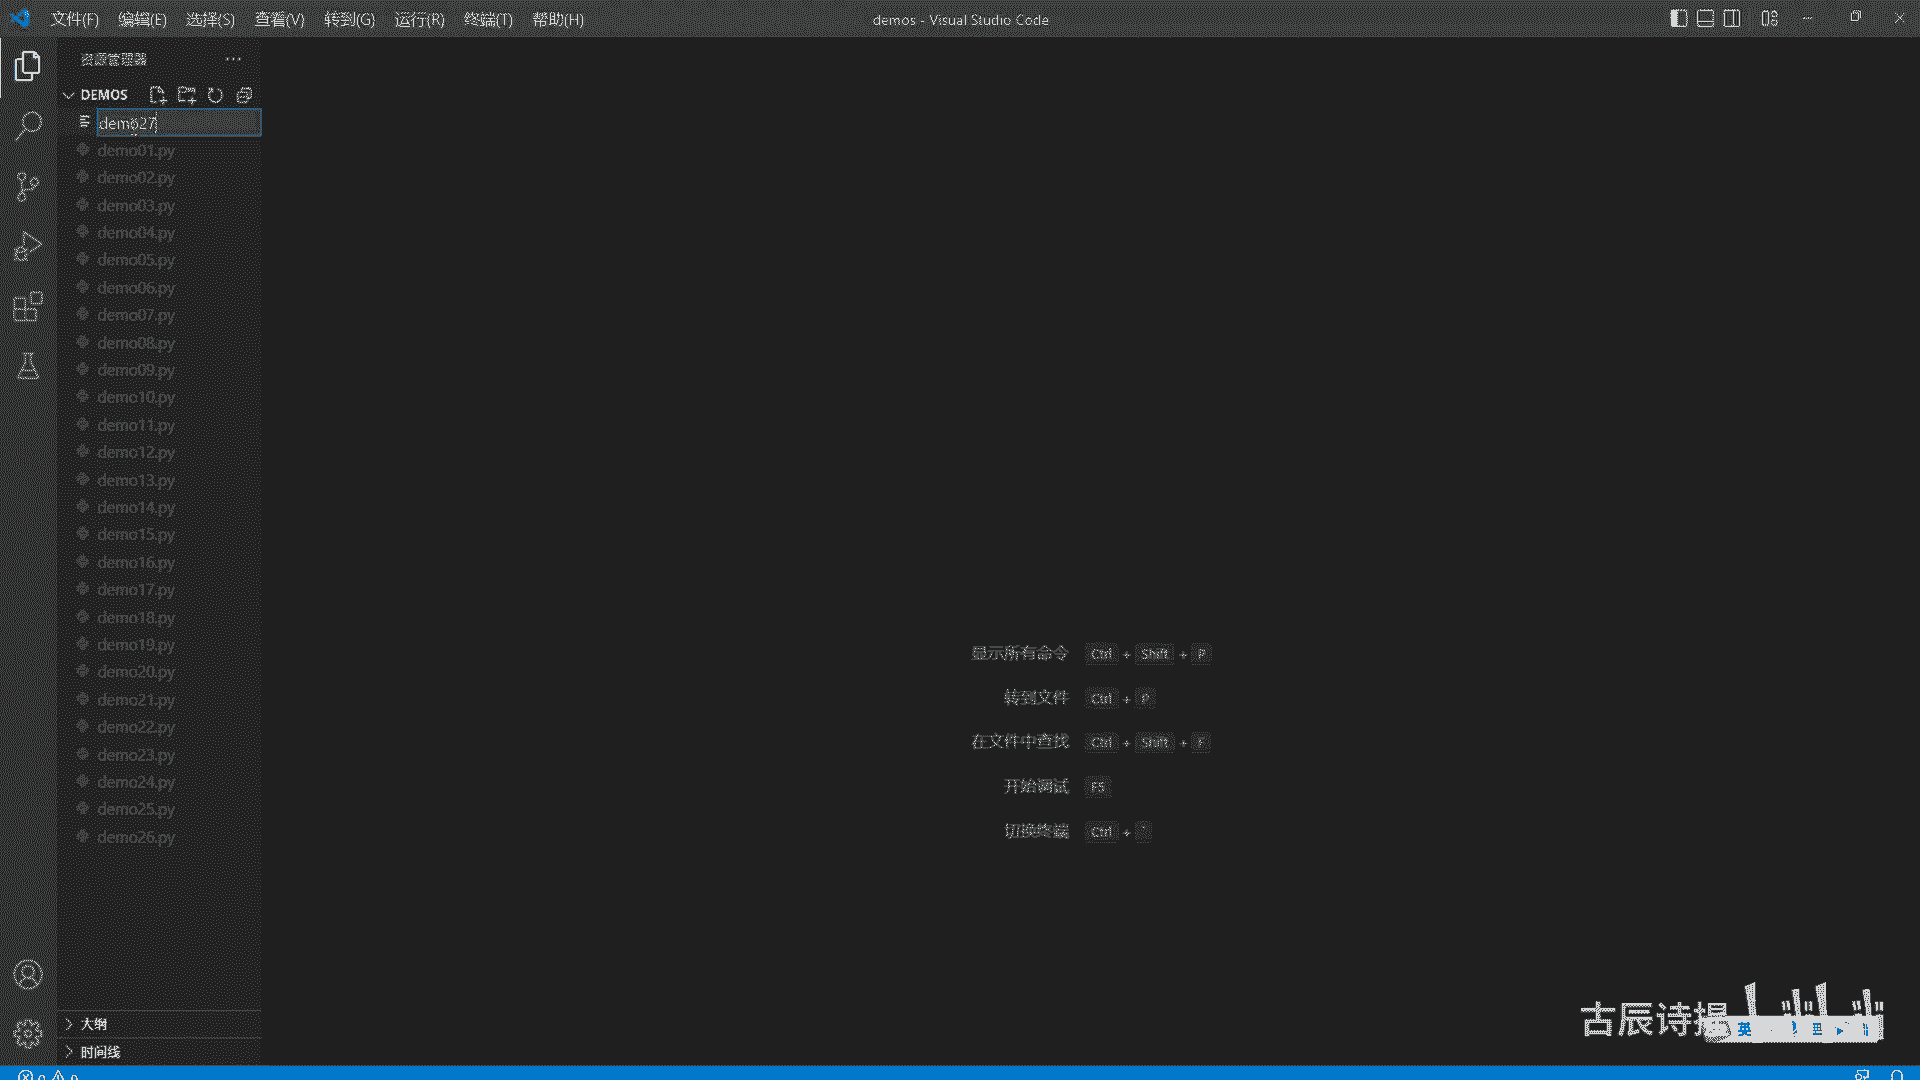 文件(F) 编辑(E) 选择(S) 查看(V) 转到(G) 运行(R) 终端(T) 帮助(H)
demos - Visual Studio Code
资源管理器
DEMOS
demo27
demo01.py
demo02.py
demo03.py
demo04.py
demo05.py
demo06.py
demo07.py
demo08.py
demo09.py
demo10.py
demo11.py
demo12.py
demo13.py
demo14.py
demo15.py
demo16.py
demo17.py
demo18.py
demo19.py
demo20.py
demo21.py
demo22.py
demo23.py
demo24.py
demo25.py
demo26.py
显示所有命令 Ctrl + Shift + P
转到文件 Ctrl + P
在文件中查找 Ctrl + Shift + F
开始调试 F5
切换终端 Ctrl + `
大纲
时间线
古辰诗
英